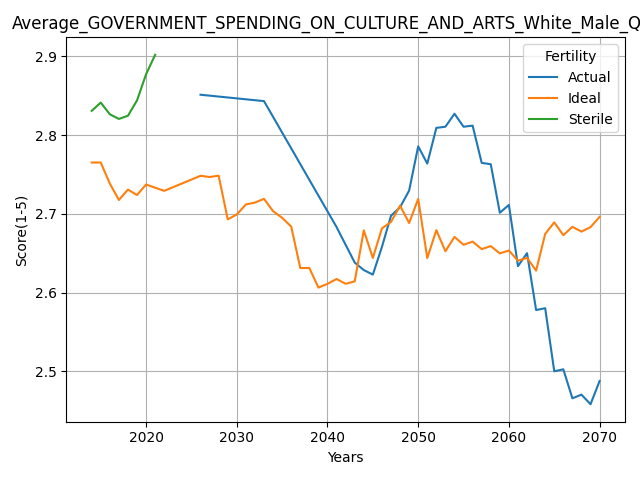 Average_GOVERNMENT_SPENDING_ON_CULTURE_AND_ARTS_White_Male_Q
Fertility
Actual
Ideal
Sterile
Score(1-5)
2.9
2.8
2.7
2.6
2.5
2020 2030 2040 2050 2060 2070
Years